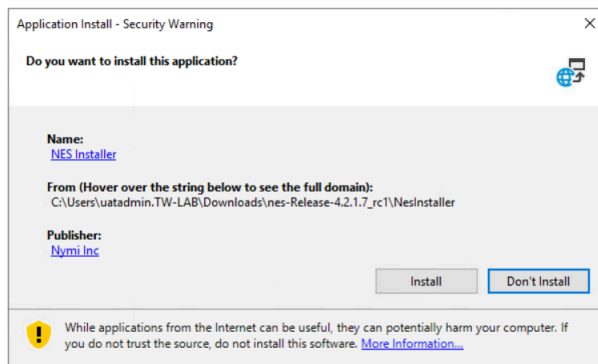 Application Install - Security Warning
Do you want to install this application?
Name:
NES Installer
From (Hover over the string below to see the full domain):
C:\Users\uatadmin.TW-LAB\Downloads\nes-Release-4.2.1.7_rc1\NesInstaller
Publisher:
Nymi Inc
Install
Don't Install
While applications from the Internet can be useful, they can potentially harm your computer. If
you do not trust the source, do not install this software. More Information...